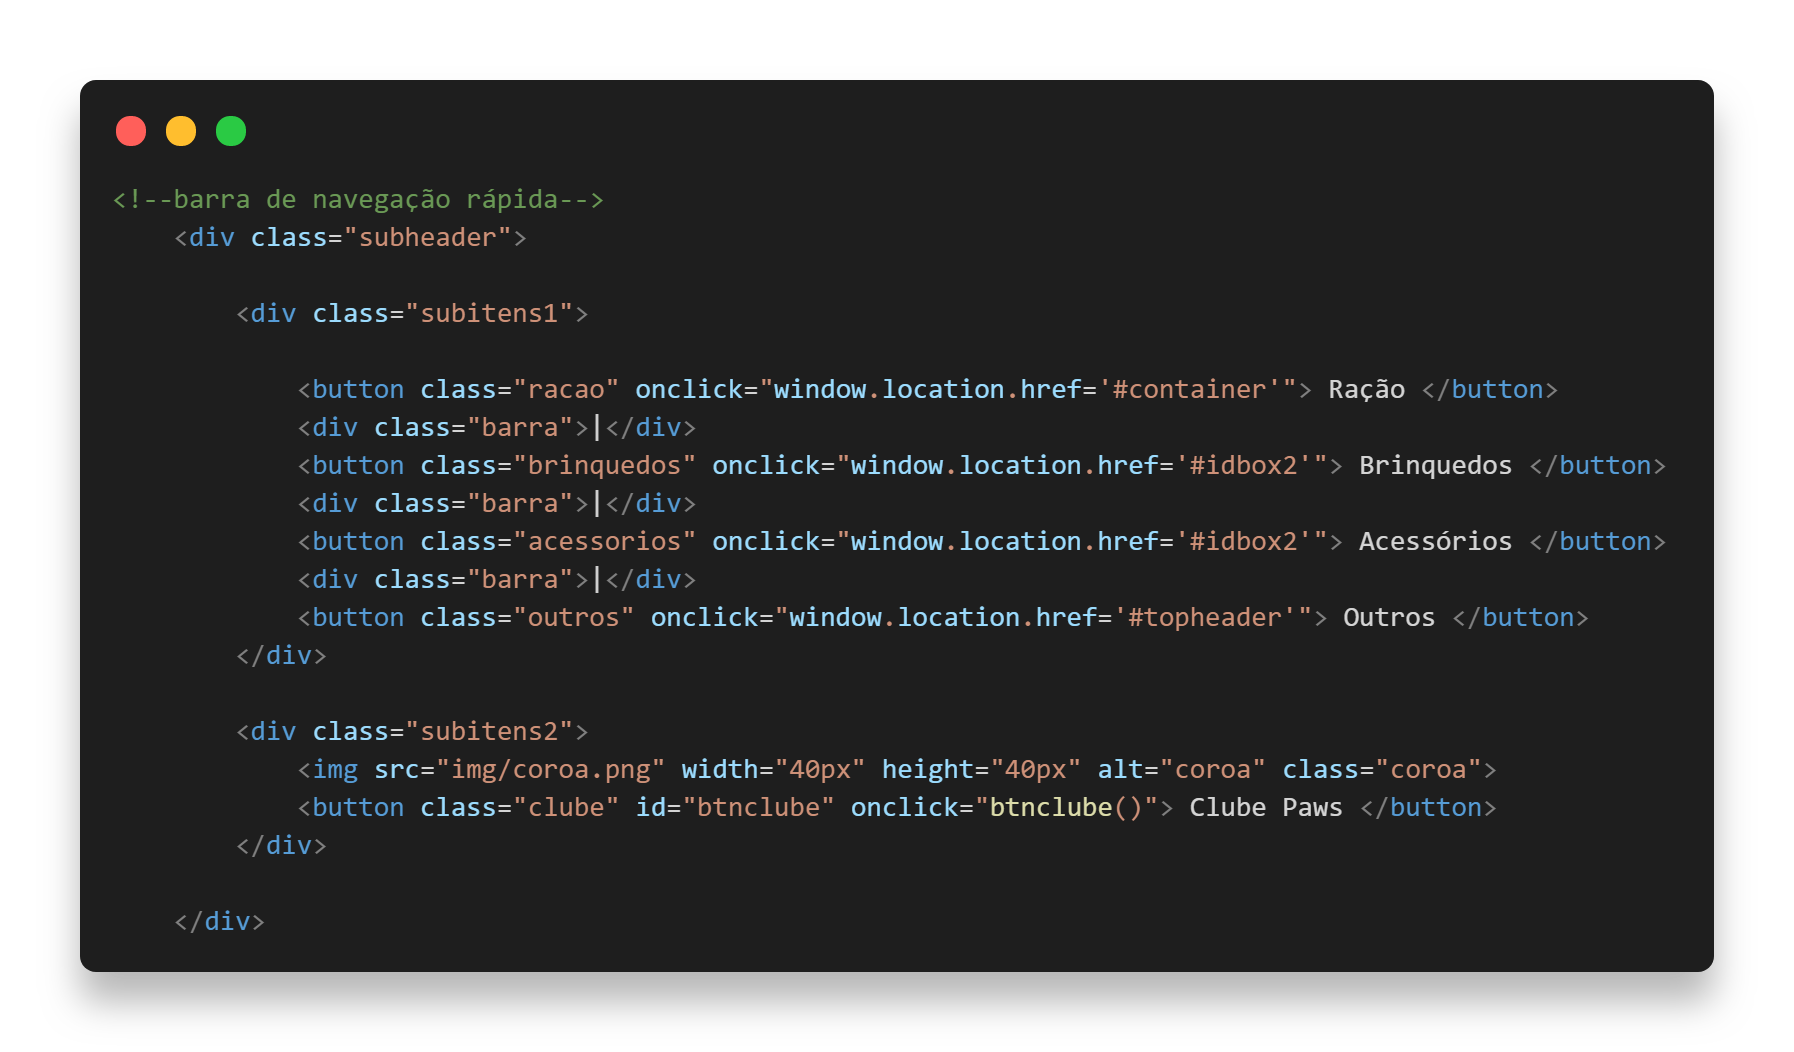 <!--barra de navegação rápida-->
    <div class="subheader">

        <div class="subitens1">

            <button class="racao" onclick="window.location.href='#container'"> Ração </button>
            <div class="barra">|</div>
            <button class="brinquedos" onclick="window.location.href='#idbox2'"> Brinquedos </button>
            <div class="barra">|</div>
            <button class="acessorios" onclick="window.location.href='#idbox2'"> Acessórios </button>
            <div class="barra">|</div>
            <button class="outros" onclick="window.location.href='#topheader'"> Outros </button>
        </div>

        <div class="subitens2">
            <img src="img/coroa.png" width="40px" height="40px" alt="coroa" class="coroa">
            <button class="clube" id="btnclube" onclick="btnclube()"> Clube Paws </button>
        </div>

    </div>